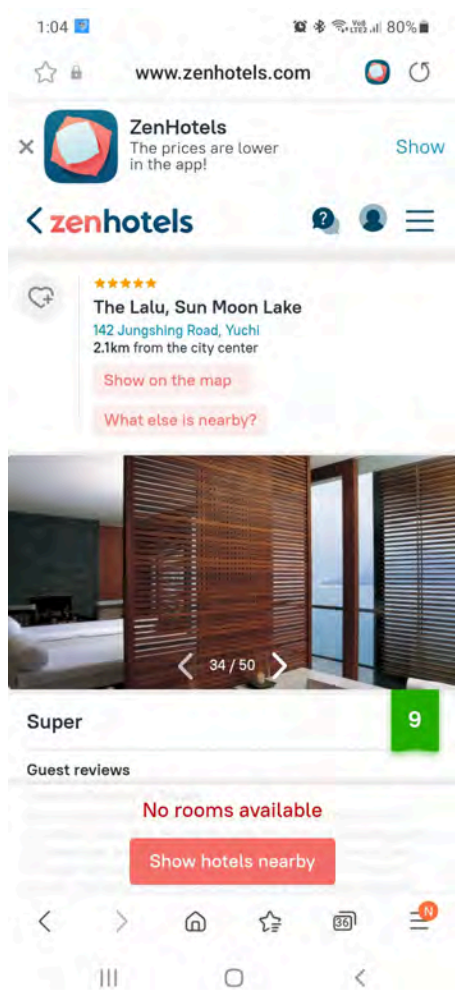 1:04
80%
www.zenhotels.com
ZenHotels
The prices are lower
in the app!
Show
zenhotels
The Lalu, Sun Moon Lake
142 Jungshing Road, Yuchi
2.1km from the city center
Show on the map
What else is nearby?
34 / 50
Super
9
Guest reviews
No rooms available
Show hotels nearby
36
N